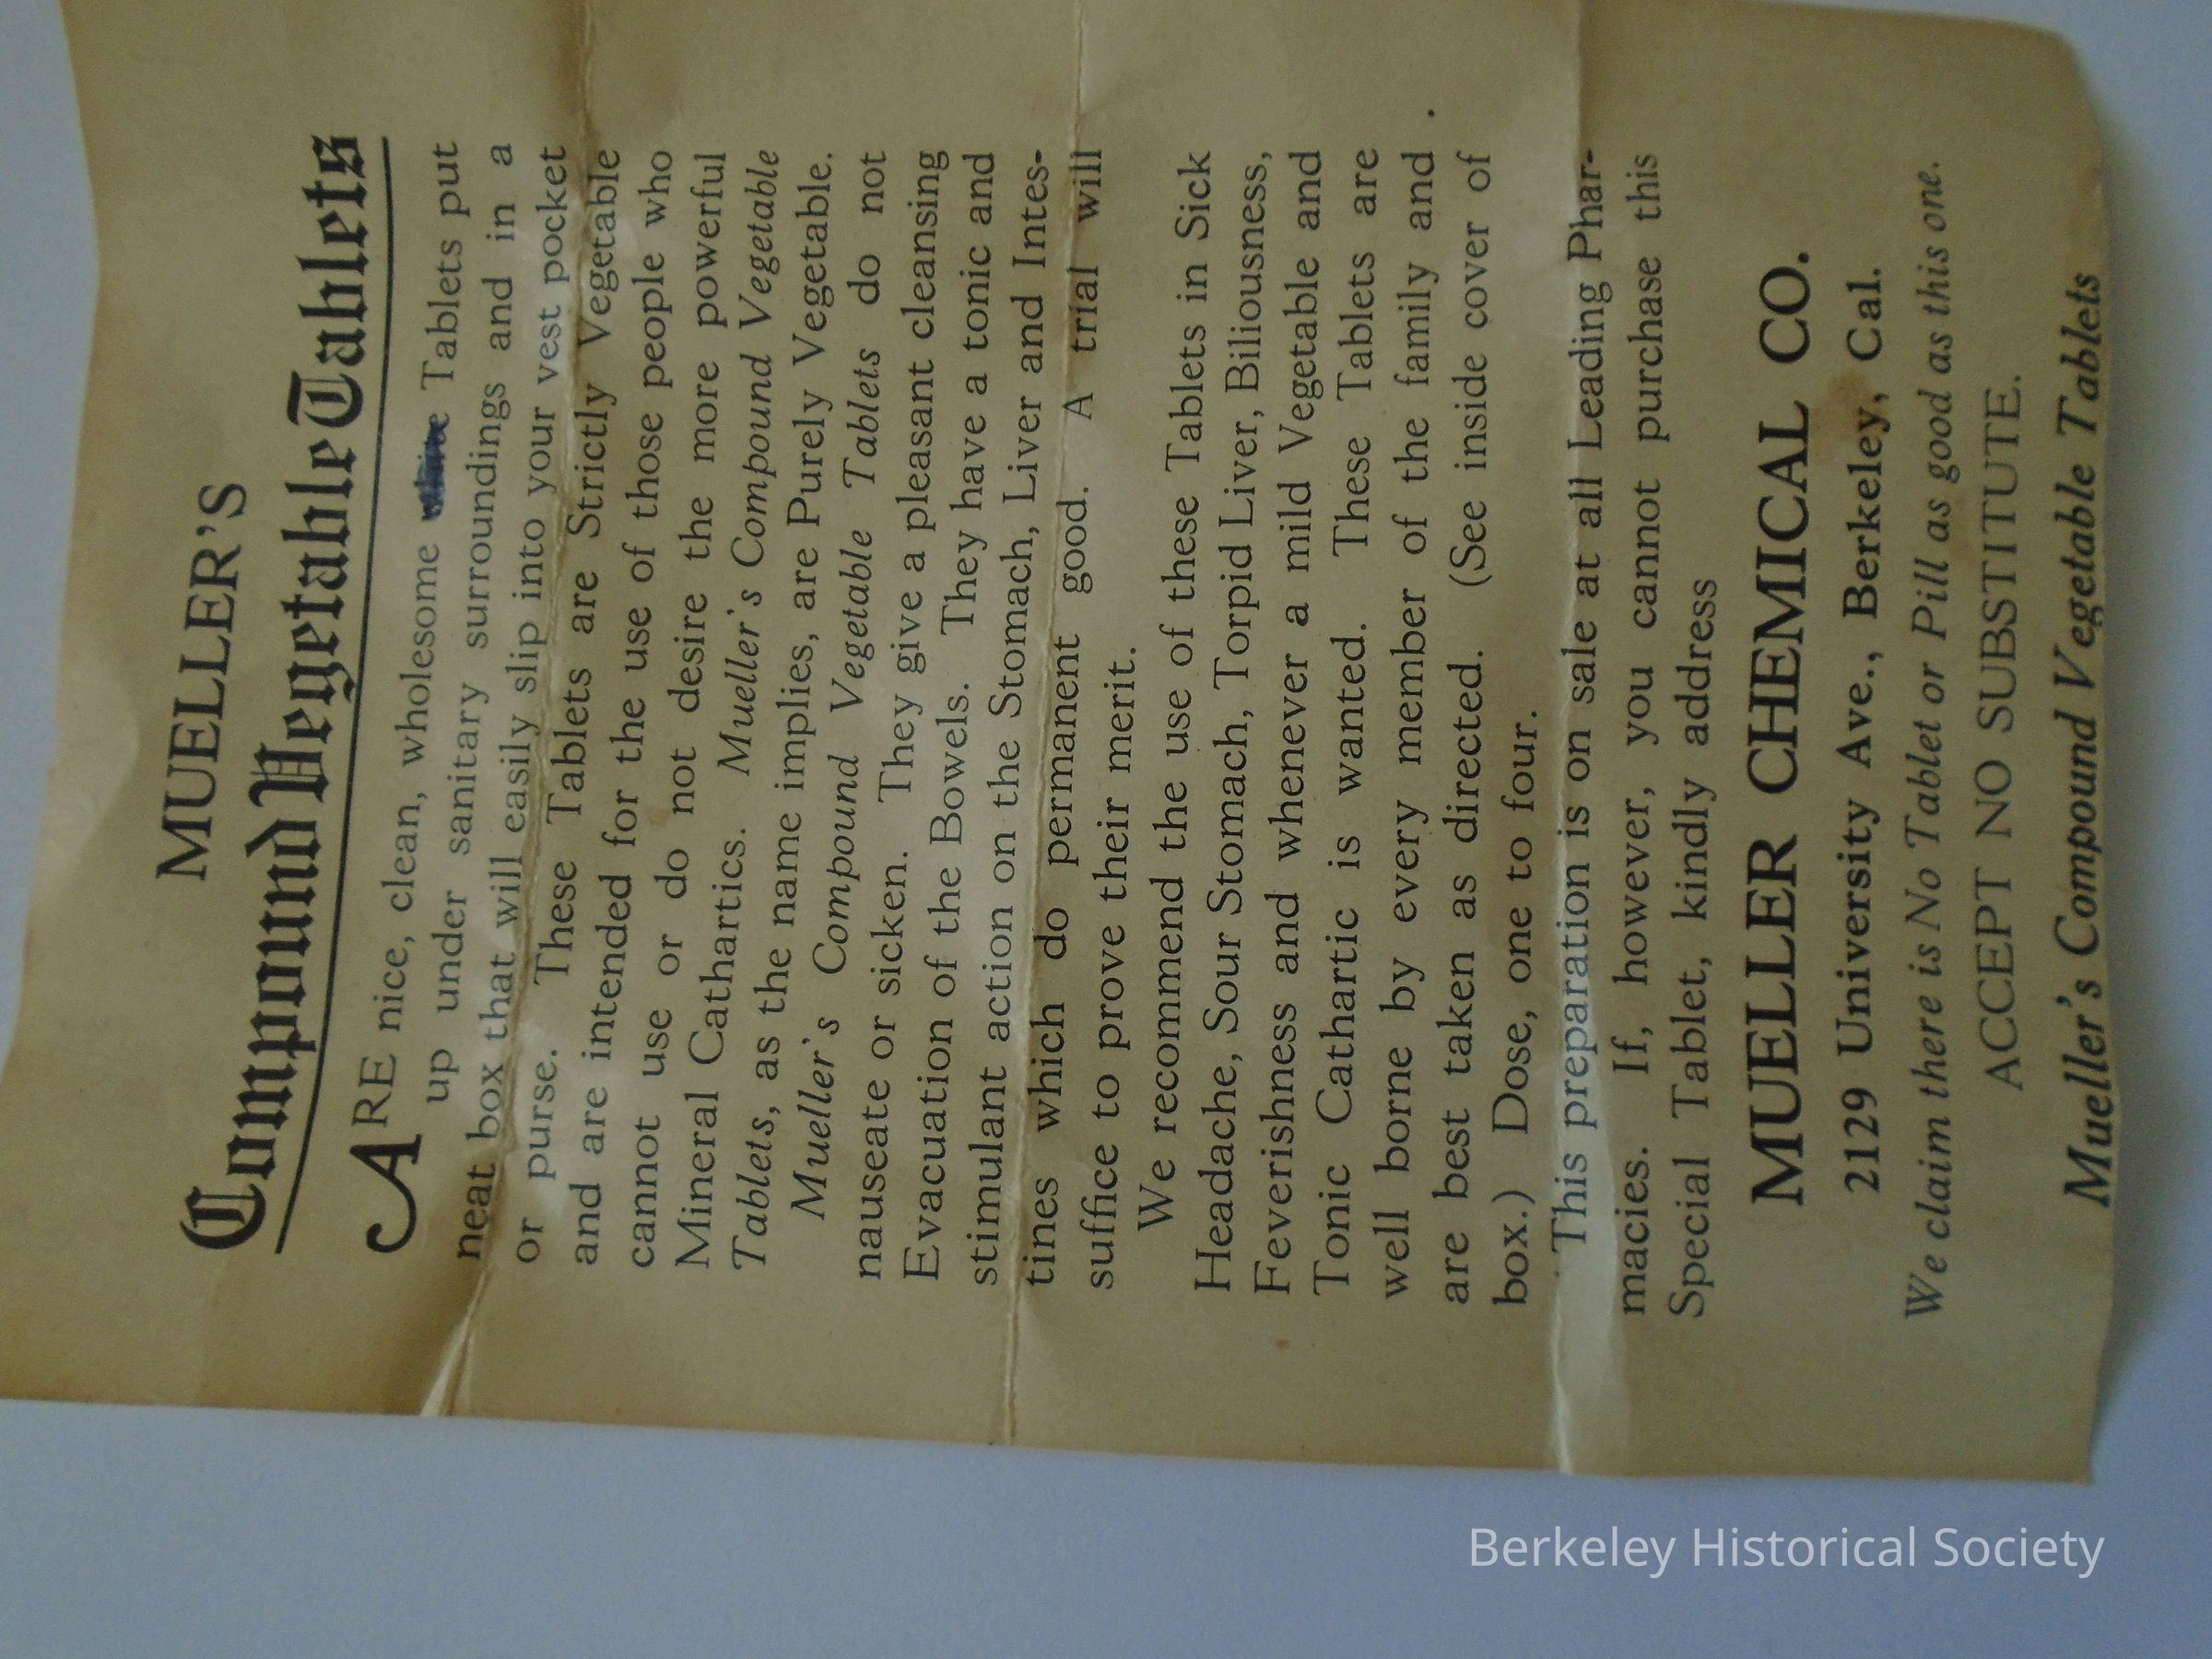 MUELLER'S
Compound Vegetable Tablets
ARE nice, clean, wholesome white Tablets put
up under sanitary surroundings and in a
neat box that will easily slip into your vest pocket
or purse. These Tablets are Strictly Vegetable
and are intended for the use of those people who
cannot use or do not desire the more powerful
Mineral Cathartics. Mueller's Compound Vegetable
Tablets, as the name implies, are Purely Vegetable.
Mueller's Compound Vegetable Tablets do not
nauseate or sicken. They give a pleasant cleansing
Evacuation of the Bowels. They have a tonic and
stimulant action on the Stomach, Liver and Intes-
tines which do permanent good. A trial will
suffice to prove their merit.
We recommend the use of these Tablets in Sick
Headache, Sour Stomach, Torpid Liver, Biliousness,
Feverishness and whenever a mild Vegetable and
Tonic Cathartic is wanted. These Tablets are
well borne by every member of the family and .
are best taken as directed. (See inside cover of
box.) Dose, one to four.
This preparation is on sale at all Leading Phar-
macies. If, however, you cannot purchase this
Special Tablet, kindly address
MUELLER CHEMICAL CO.
2129 University Ave., Berkeley, Cal.
We claim there is No Tablet or Pill as good as this one.
ACCEPT NO SUBSTITUTE.
Mueller's Compound Vegetable Tablets
Berkeley Historical Society